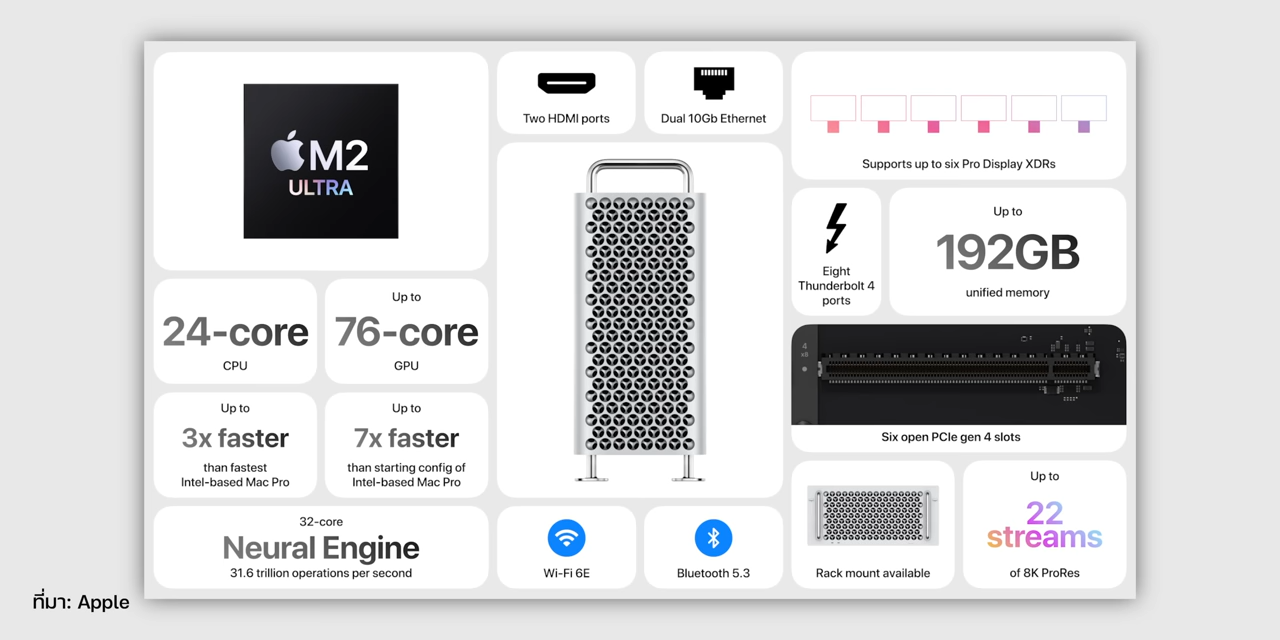 M2
ULTRA
24-core
CPU
Up to
76-core
GPU
Up to
3x faster
than fastest
Intel-based Mac Pro
Up to
7x faster
than starting config of
Intel-based Mac Pro
32-core
Neural Engine
31.6 trillion operations per second
Two HDMI ports
Dual 10Gb Ethernet
Wi-Fi 6E
Bluetooth 5.3
Supports up to six Pro Display XDRs
Eight
Thunderbolt 4
ports
Up to
192GB
unified memory
4
x8
Six open PCIe gen 4 slots
Rack mount available
Up to
22
streams
of 8K ProRes
ที่มา: Apple